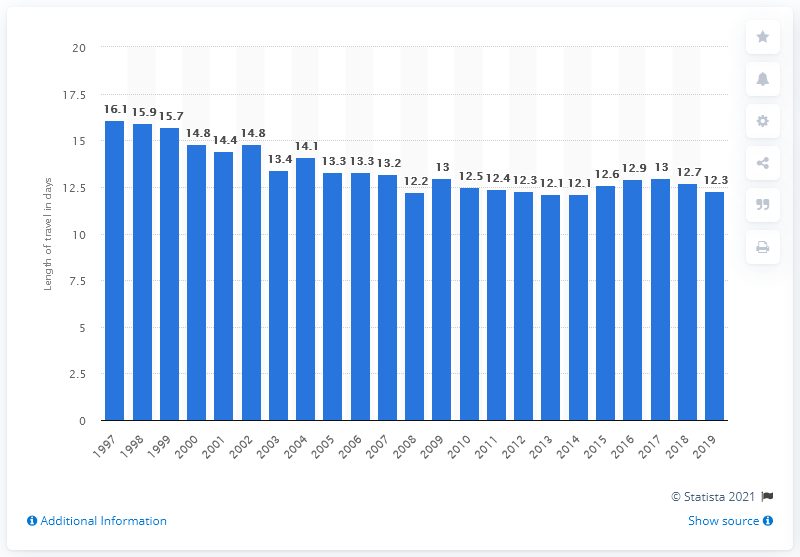 20
17.5
15
12.5
10
7.5
5
2.5
0
Length of travel in days
16.1 15.9 15.7 14.8 14.4 14.8 13.4 14.1 13.3 13.3 13.2 12.2 13 12.5 12.4 12.3 12.1 12.1 12.6 12.9 13 12.7 12.3
1997 1998 1999 2000 2001 2002 2003 2004 2005 2006 2007 2008 2009 2010 2011 2012 2013 2014 2015 2016 2017 2018 2019
© Statista 2021
Additional Information
Show source